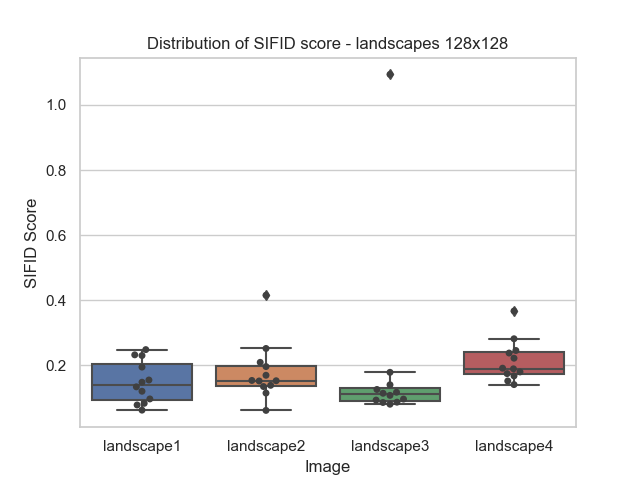 Distribution of SIFID score - landscapes 128x128
SIFID Score
1.0
0.8
0.6
0.4
0.2
landscape1 landscape2 landscape3 landscape4
Image